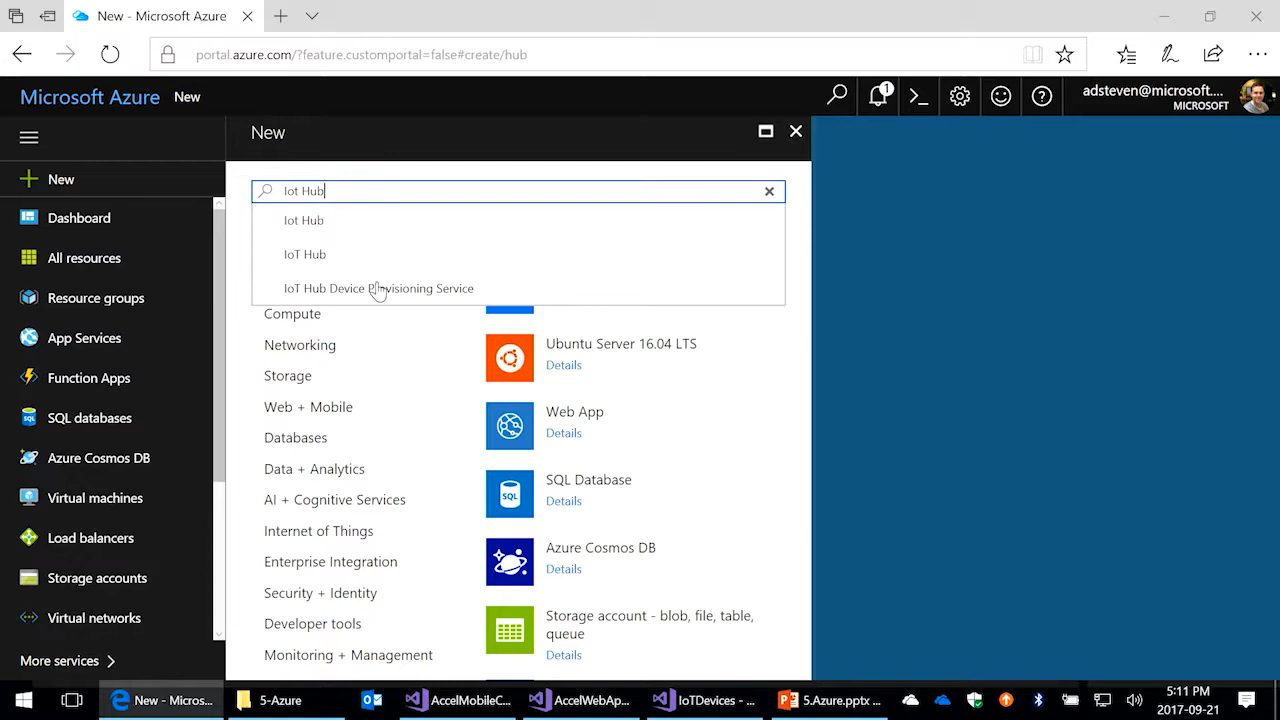 New - Microsoft Azure
portal.azure.com/?feature.customportal=false#create/hub
Microsoft Azure New
1
adsteven@microsoft....
MICROSOFT
New
New
Iot Hub
Iot Hub
IoT Hub
IoT Hub Device Provisioning Service
Dashboard
All resources
Resource groups
App Services
Function Apps
SQL databases
Azure Cosmos DB
Virtual machines
Load balancers
Storage accounts
Virtual networks
More services
Compute
Networking
Storage
Web + Mobile
Databases
Data + Analytics
AI + Cognitive Services
Internet of Things
Enterprise Integration
Security + Identity
Developer tools
Monitoring + Management
Ubuntu Server 16.04 LTS
Details
Web App
Details
SQL
SQL Database
Details
Azure Cosmos DB
Details
Storage account - blob, file, table,
queue
Details
New - Micros...
5-Azure
AccelMobileC...
AccelWebApp...
IoTDevices - ...
5.Azure.pptx ...
5:11 PM
2017-09-21